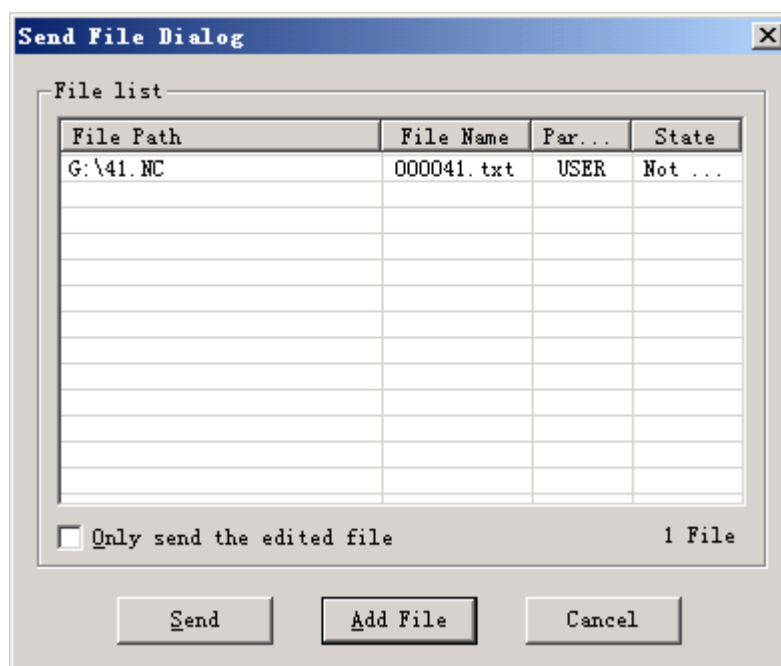 Send File Dialog
File list
File Path File Name Par... State
G:\41.NC 000041.txt USER Not ...
Only send the edited file 1 File
Send Add File Cancel